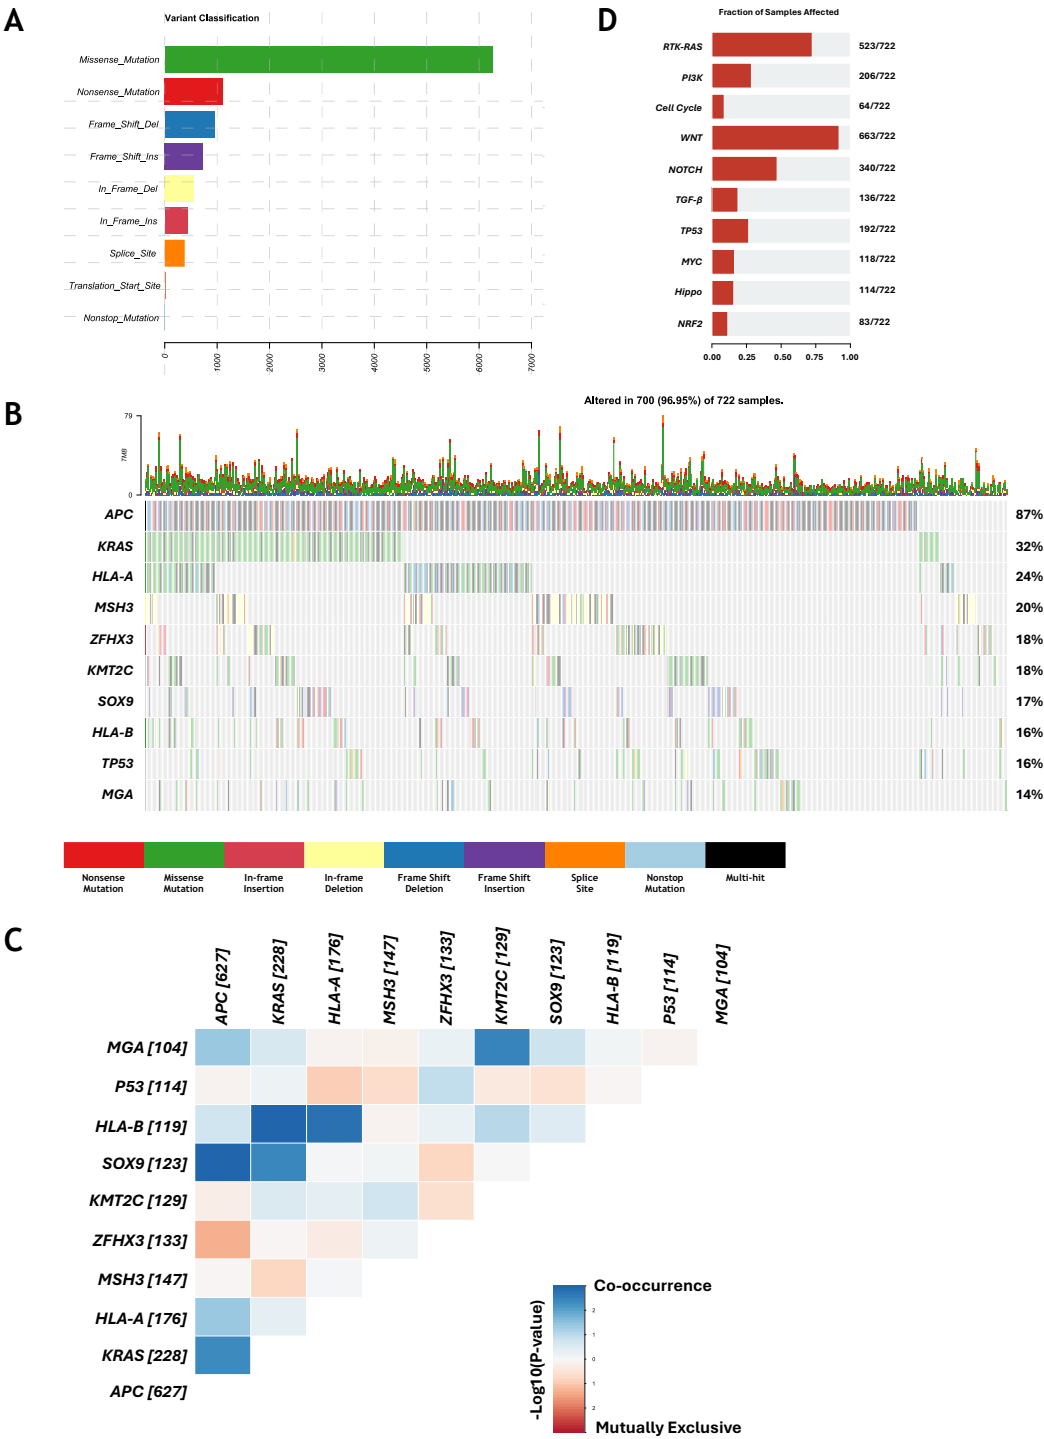 A
Variant Classification
Missense_Mutation
Nonsense_Mutation
Frame_Shift_Del
Frame_Shift_Ins
In_Frame_Del
In_Frame_Ins
Splice_Site
Translation_Start_Site
Nonstop_Mutation
0
1000
2000
3000
4000
5000
6000
7000
D
Fraction of Samples Affected
RTK-RAS 523/722
PI3K 206/722
Cell Cycle 64/722
WNT 663/722
NOTCH 340/722
TGF-β 136/722
TP53 192/722
MYC 118/722
Hippo 114/722
NRF2 83/722
0.00 0.25 0.50 0.75 1.00
B
Altered in 700 (96.95%) of 722 samples.
79
TMB
0
APC 87%
KRAS 32%
HLA-A 24%
MSH3 20%
ZFHX3 18%
KMT2C 18%
SOX9 17%
HLA-B 16%
TP53 16%
MGA 14%
Nonsense Mutation
Missense Mutation
In-frame Insertion
In-frame Deletion
Frame Shift Deletion
Frame Shift Insertion
Splice Site
Nonstop Mutation
Multi-hit
C
APC [627]
KRAS [228]
HLA-A [176]
MSH3 [147]
ZFHX3 [133]
KMT2C [129]
SOX9 [123]
HLA-B [119]
P53 [114]
MGA [104]
MGA [104]
P53 [114]
HLA-B [119]
SOX9 [123]
KMT2C [129]
ZFHX3 [133]
MSH3 [147]
HLA-A [176]
KRAS [228]
APC [627]
Co-occurrence
-Log10(P-value)
2
1
0
1
2
Mutually Exclusive